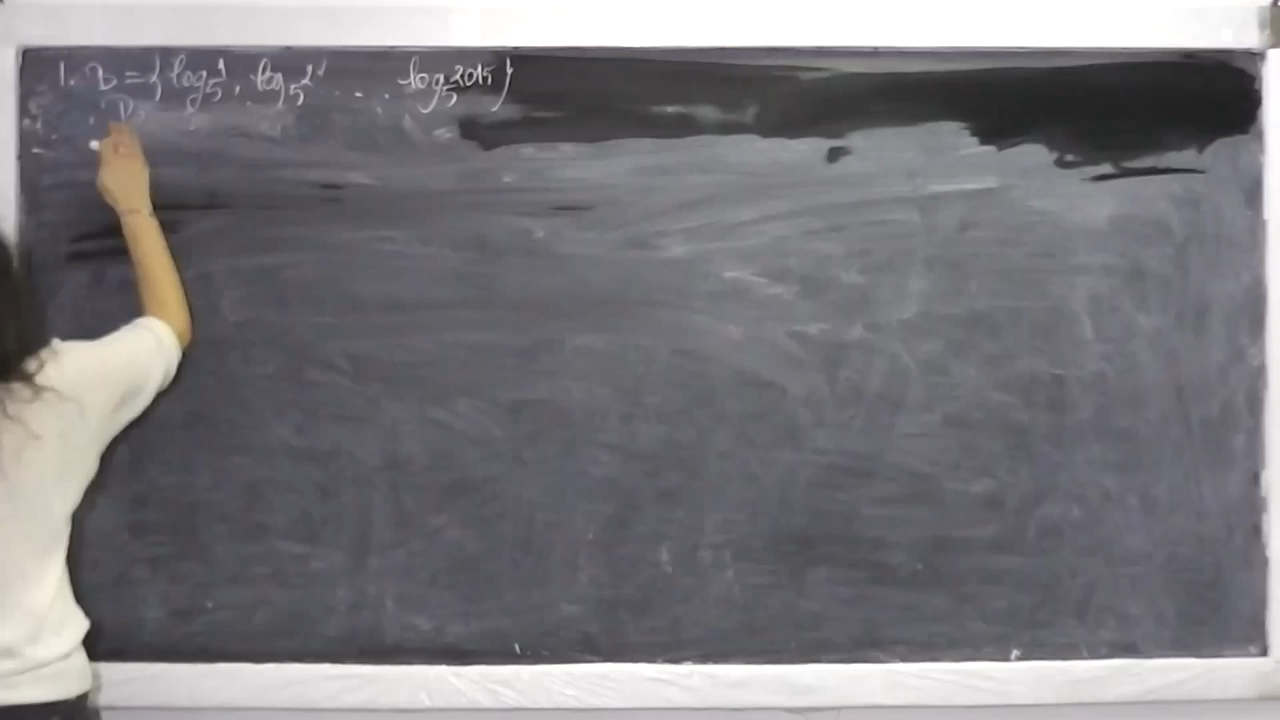 1. B = { log₅1, log₅2, ... log₅2015 }